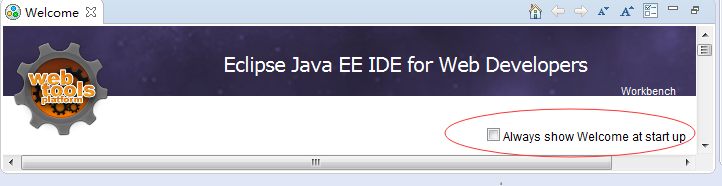 Welcome
Eclipse Java EE IDE for Web Developers
web
tools
platform
Workbench
Always show Welcome at start up